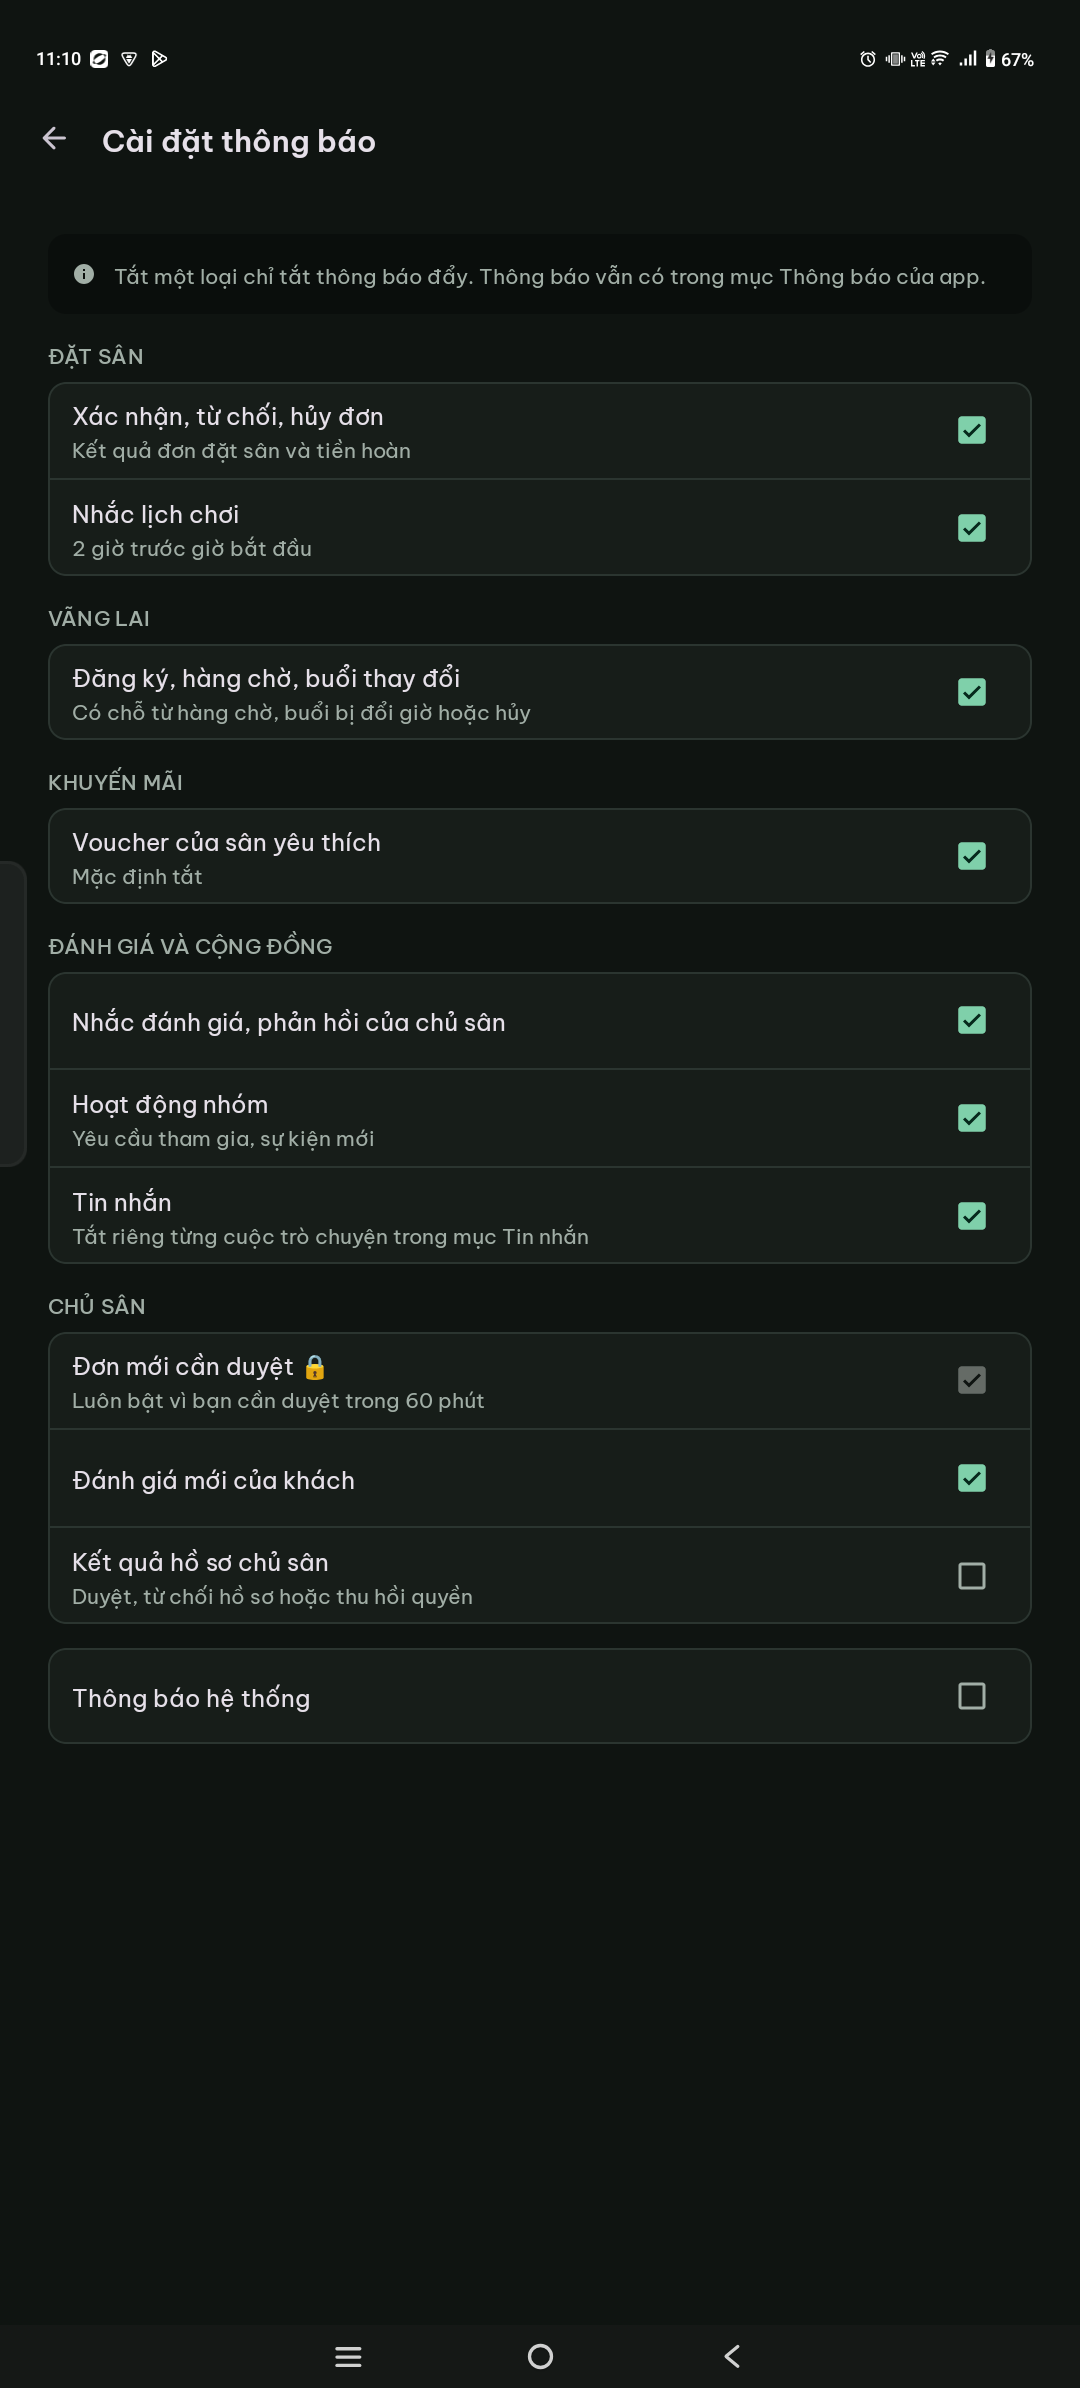 11:10
VoLTE
67%
Cài đặt thông báo
Tắt một loại chỉ tắt thông báo đẩy. Thông báo vẫn có trong mục Thông báo của app.
ĐẶT SÂN
Xác nhận, từ chối, hủy đơn
Kết quả đơn đặt sân và tiền hoàn
Nhắc lịch chơi
2 giờ trước giờ bắt đầu
VÃNG LAI
Đăng ký, hàng chờ, buổi thay đổi
Có chỗ từ hàng chờ, buổi bị đổi giờ hoặc hủy
KHUYẾN MÃI
Voucher của sân yêu thích
Mặc định tắt
ĐÁNH GIÁ VÀ CỘNG ĐỒNG
Nhắc đánh giá, phản hồi của chủ sân
Hoạt động nhóm
Yêu cầu tham gia, sự kiện mới
Tin nhắn
Tắt riêng từng cuộc trò chuyện trong mục Tin nhắn
CHỦ SÂN
Đơn mới cần duyệt 🔒
Luôn bật vì bạn cần duyệt trong 60 phút
Đánh giá mới của khách
Kết quả hồ sơ chủ sân
Duyệt, từ chối hồ sơ hoặc thu hồi quyền
Thông báo hệ thống